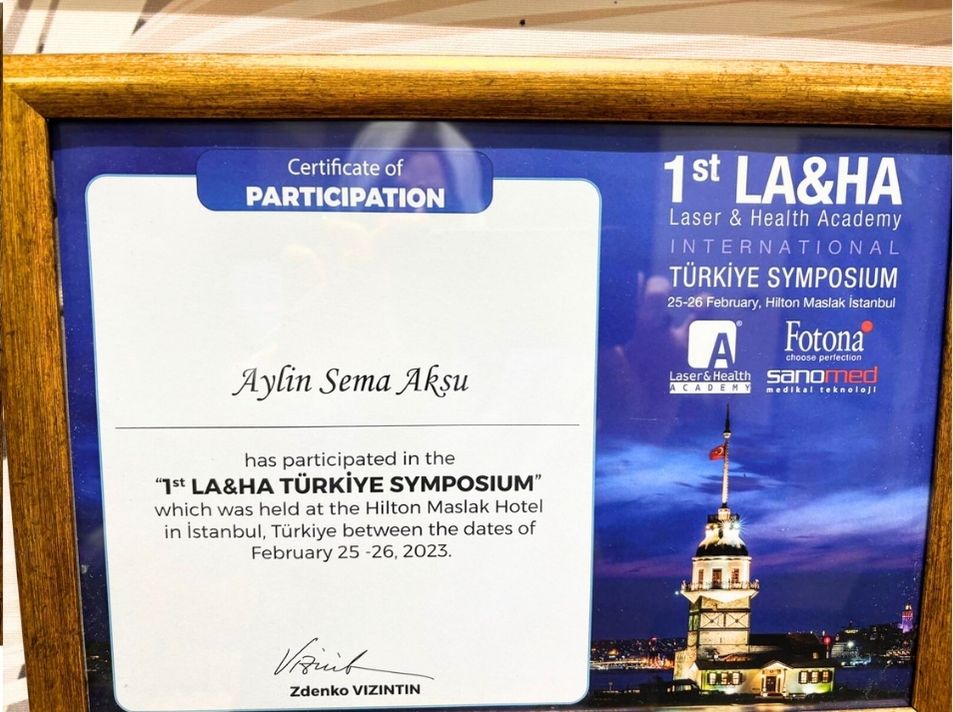 Certificate of
PARTICIPATION
Aylin Sema Aksu
has participated in the
“1st LA&HA TÜRKİYE SYMPOSIUM”
which was held at the Hilton Maslak Hotel
in İstanbul, Türkiye between the dates of
February 25 -26, 2023.
Vizintin
Zdenko VIZINTIN
1st LA&HA
Laser & Health Academy
INTERNATIONAL
TÜRKİYE SYMPOSIUM
25-26 February, Hilton Maslak İstanbul
A®
Laser & Health
ACADEMY
Fotona
choose perfection
sanomed
medikal teknoloji